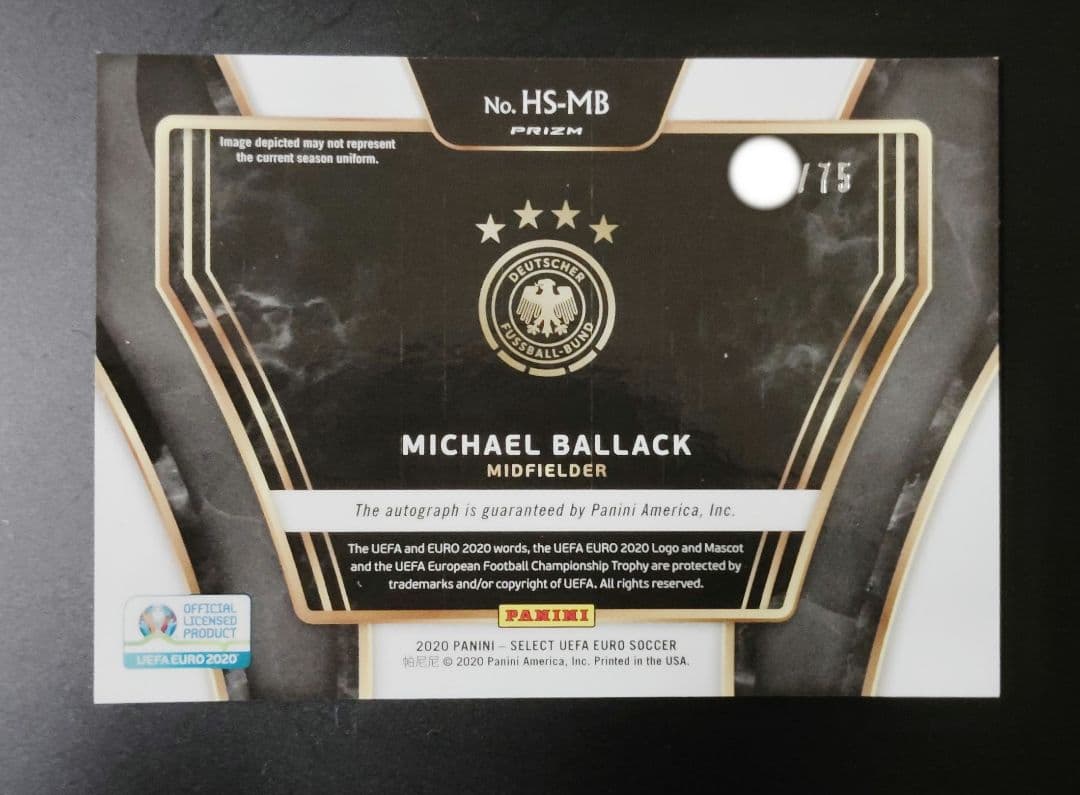 No. HS-MB
PRIZM
Image depicted may not represent
the current season uniform.
/75
DEUTSCHER
FUSSBALL-BUND
MICHAEL BALLACK
MIDFIELDER
The autograph is guaranteed by Panini America, Inc.
The UEFA and EURO 2020 words, the UEFA EURO 2020 Logo and Mascot
and the UEFA European Football Championship Trophy are protected by
trademarks and/or copyright of UEFA. All rights reserved.
PANINI
OFFICIAL
LICENSED
PRODUCT
UEFA EURO 2020
2020 PANINI – SELECT UEFA EURO SOCCER
帕尼尼 © 2020 Panini America, Inc. Printed in the USA.